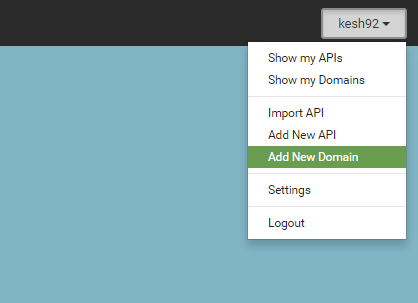 kesh92
Show my APIs
Show my Domains
Import API
Add New API
Add New Domain
Settings
Logout